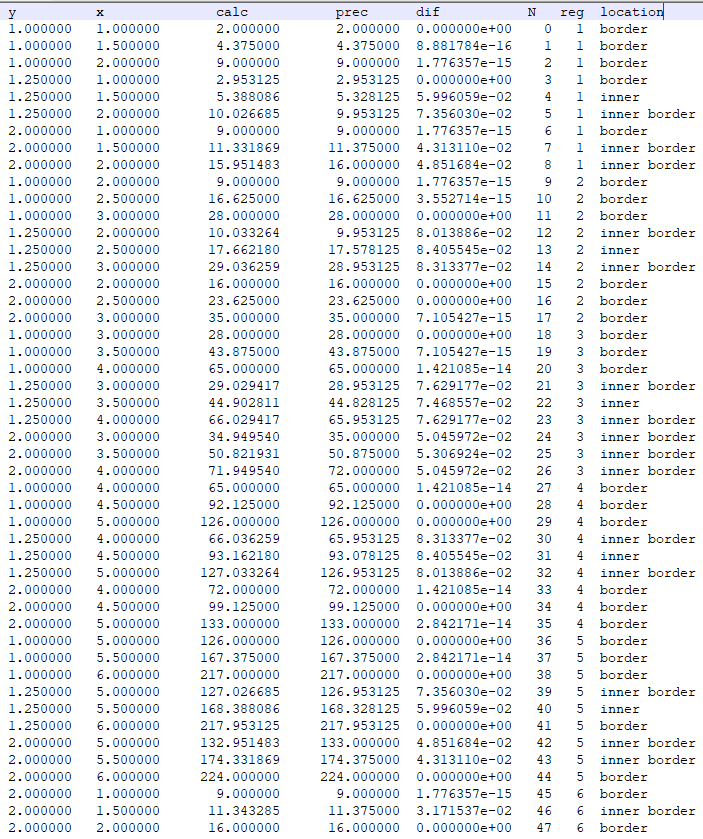 y x calc prec dif N reg location
1.000000 1.000000 2.000000 2.000000 0.000000e+00 0 1 border
1.000000 1.500000 4.375000 4.375000 8.881784e-16 1 1 border
1.000000 2.000000 9.000000 9.000000 1.776357e-15 2 1 border
1.250000 1.000000 2.953125 2.953125 0.000000e+00 3 1 border
1.250000 1.500000 5.388086 5.328125 5.996059e-02 4 1 inner
1.250000 2.000000 10.026685 9.953125 7.356030e-02 5 1 inner border
2.000000 1.000000 9.000000 9.000000 1.776357e-15 6 1 border
2.000000 1.500000 11.331869 11.375000 4.313110e-02 7 1 inner border
2.000000 2.000000 15.951483 16.000000 4.851684e-02 8 1 inner border
1.000000 2.000000 9.000000 9.000000 1.776357e-15 9 2 border
1.000000 2.500000 16.625000 16.625000 3.552714e-15 10 2 border
1.000000 3.000000 28.000000 28.000000 0.000000e+00 11 2 border
1.250000 2.000000 10.033264 9.953125 8.013886e-02 12 2 inner border
1.250000 2.500000 17.662180 17.578125 8.405545e-02 13 2 inner
1.250000 3.000000 29.036259 28.953125 8.313377e-02 14 2 inner border
2.000000 2.000000 16.000000 16.000000 0.000000e+00 15 2 border
2.000000 2.500000 23.625000 23.625000 0.000000e+00 16 2 border
2.000000 3.000000 35.000000 35.000000 7.105427e-15 17 2 border
1.000000 3.000000 28.000000 28.000000 0.000000e+00 18 3 border
1.000000 3.500000 43.875000 43.875000 7.105427e-15 19 3 border
1.000000 4.000000 65.000000 65.000000 1.421085e-14 20 3 border
1.250000 3.000000 29.029417 28.953125 7.629177e-02 21 3 inner border
1.250000 3.500000 44.902811 44.828125 7.468557e-02 22 3 inner
1.250000 4.000000 66.029417 65.953125 7.629177e-02 23 3 inner border
2.000000 3.000000 34.949540 35.000000 5.045972e-02 24 3 inner border
2.000000 3.500000 50.821931 50.875000 5.306924e-02 25 3 inner border
2.000000 4.000000 71.949540 72.000000 5.045972e-02 26 3 inner border
1.000000 4.000000 65.000000 65.000000 1.421085e-14 27 4 border
1.000000 4.500000 92.125000 92.125000 0.000000e+00 28 4 border
1.000000 5.000000 126.000000 126.000000 0.000000e+00 29 4 border
1.250000 4.000000 66.036259 65.953125 8.313377e-02 30 4 inner border
1.250000 4.500000 93.162180 93.078125 8.405545e-02 31 4 inner
1.250000 5.000000 127.033264 126.953125 8.013886e-02 32 4 inner border
2.000000 4.000000 72.000000 72.000000 1.421085e-14 33 4 border
2.000000 4.500000 99.125000 99.125000 0.000000e+00 34 4 border
2.000000 5.000000 133.000000 133.000000 2.842171e-14 35 4 border
1.000000 5.000000 126.000000 126.000000 0.000000e+00 36 5 border
1.000000 5.500000 167.375000 167.375000 2.842171e-14 37 5 border
1.000000 6.000000 217.000000 217.000000 0.000000e+00 38 5 border
1.250000 5.000000 127.026685 126.953125 7.356030e-02 39 5 inner border
1.250000 5.500000 168.388086 168.328125 5.996059e-02 40 5 inner
1.250000 6.000000 217.953125 217.953125 0.000000e+00 41 5 border
2.000000 5.000000 132.951483 133.000000 4.851684e-02 42 5 inner border
2.000000 5.500000 174.331869 174.375000 4.313110e-02 43 5 inner border
2.000000 6.000000 224.000000 224.000000 0.000000e+00 44 5 border
2.000000 1.000000 9.000000 9.000000 1.776357e-15 45 6 border
2.000000 1.500000 11.343285 11.375000 3.171537e-02 46 6 inner border
2.000000 2.000000 16.000000 16.000000 0.000000e+00 47 6 border